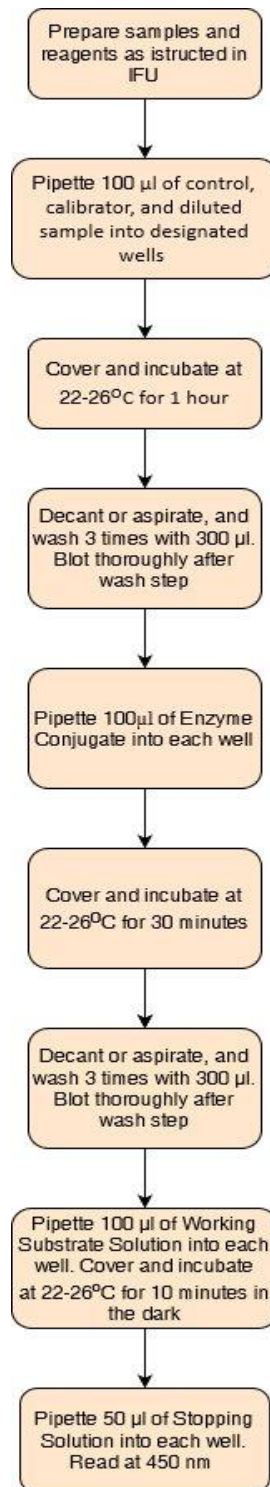 Prepare samples and
reagents as istructed in
IFU
Pipette 100 µl of control,
calibrator, and diluted
sample into designated
wells
Cover and incubate at
22-26ºC for 1 hour
Decant or aspirate, and
wash 3 times with 300 µl.
Blot thoroughly after
wash step
Pipette 100µl of Enzyme
Conjugate into each well
Cover and incubate at
22-26ºC for 30 minutes
Decant or aspirate, and
wash 3 times with 300 µl.
Blot thoroughly after
wash step
Pipette 100 µl of Working
Substrate Solution into each
well. Cover and incubate
at 22-26ºC for 10 minutes in
the dark
Pipette 50 µl of Stopping
Solution into each well.
Read at 450 nm